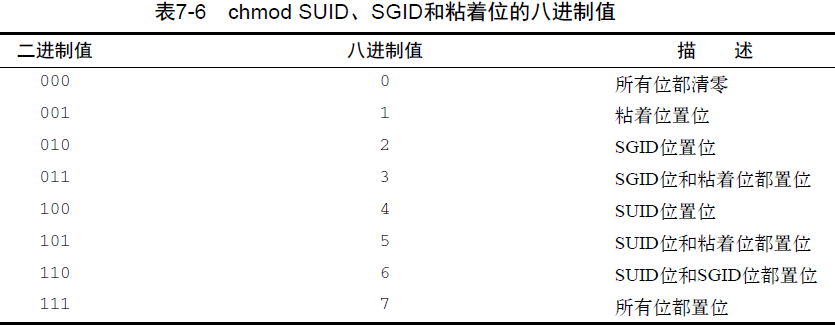 表7-6 chmod SUID、SGID和粘着位的八进制值
二进制值 八进制值 描 述
000 0 所有位都清零
001 1 粘着位置位
010 2 SGID位置位
011 3 SGID位和粘着位都置位
100 4 SUID位置位
101 5 SUID位和粘着位都置位
110 6 SUID位和SGID位都置位
111 7 所有位都置位